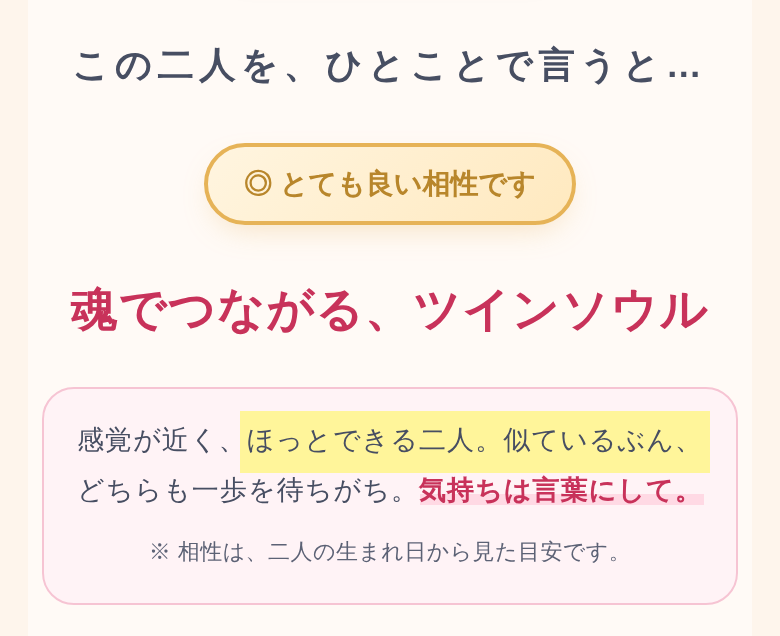 この二人を、ひとことで言うと…
◎ とても良い相性です
魂でつながる、ツインソウル
感覚が近く、ほっとできる二人。似ているぶん、
どちらも一歩を待ちがち。気持ちは言葉にして。
※ 相性は、二人の生まれ日から見た目安です。